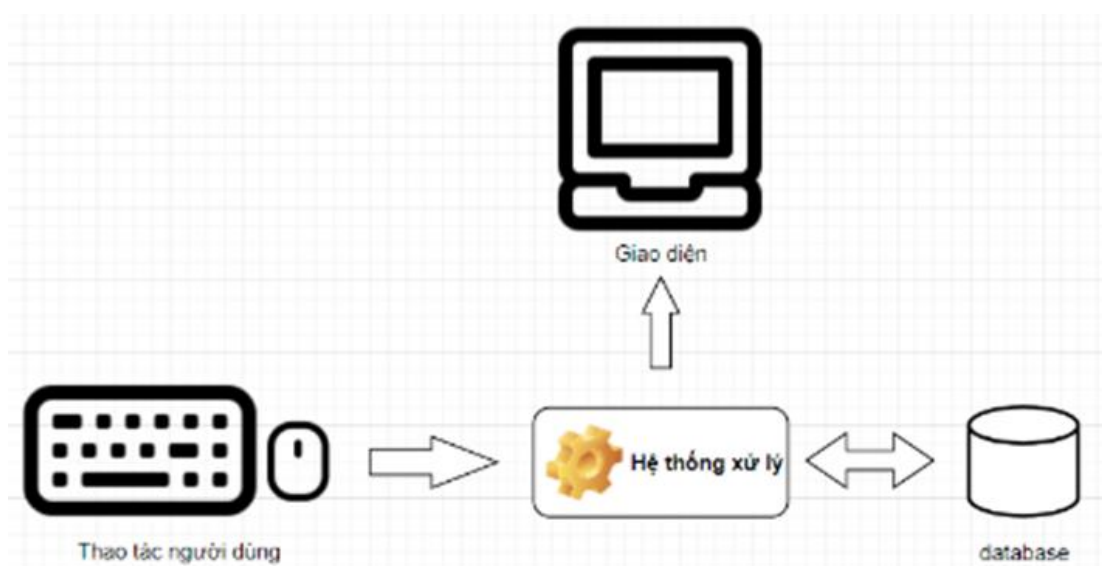 Giao diện
Hệ thống xử lý
Thao tác người dùng
database